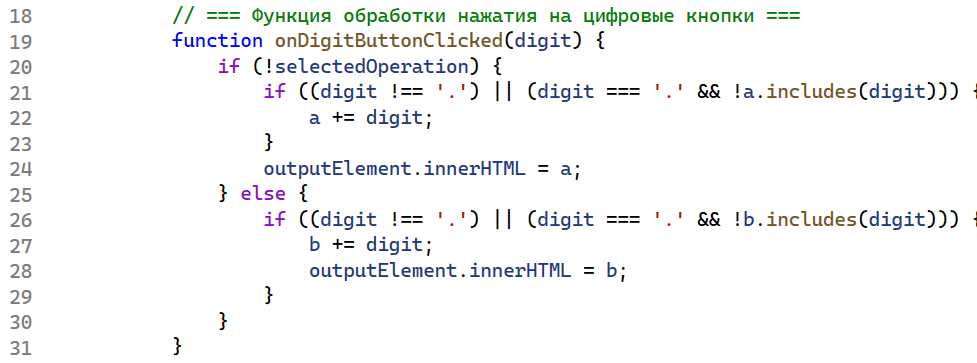 18 // === Функция обработки нажатия на цифровые кнопки ===
19 function onDigitButtonClicked(digit) {
20 if (!selectedOperation) {
21 if ((digit !== '.') || (digit === '.' && !a.includes(digit))) {
22 a += digit;
23 }
24 outputElement.innerHTML = a;
25 } else {
26 if ((digit !== '.') || (digit === '.' && !b.includes(digit))) {
27 b += digit;
28 outputElement.innerHTML = b;
29 }
30 }
31 }